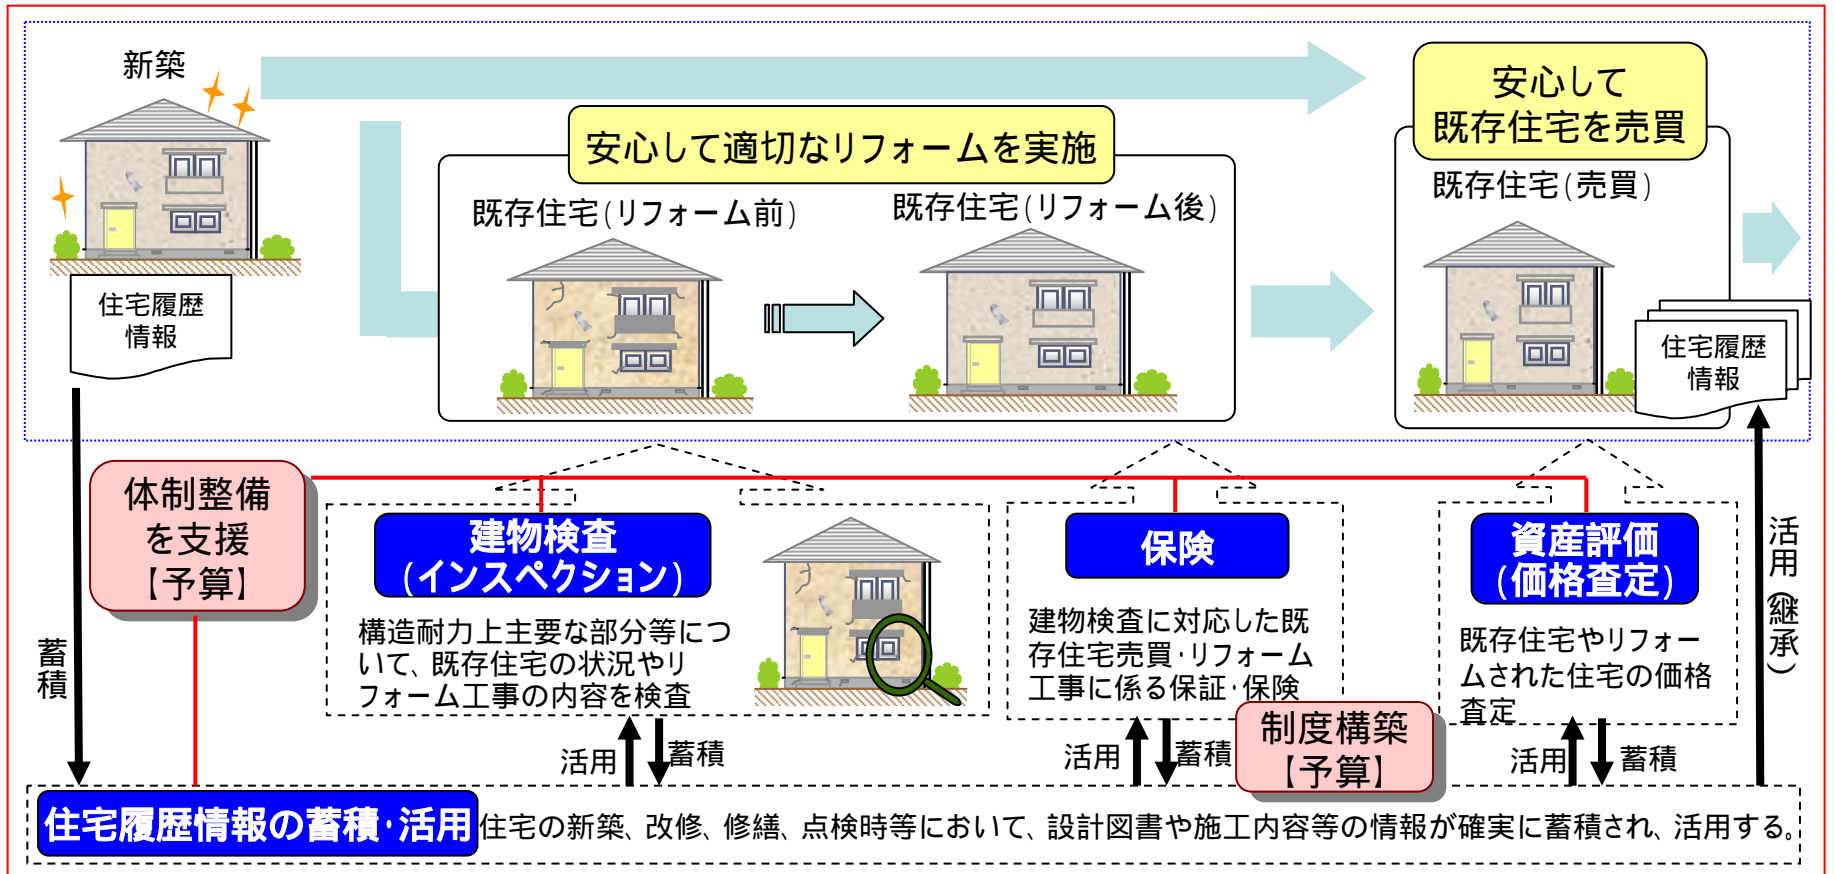 新築
安心して
既存住宅を売買
安心して適切なリフォームを実施
既存住宅(リフォーム前)
既存住宅(リフォーム後)
既存住宅(売買)
住宅履歴
情報
住宅履歴
情報
体制整備
を支援
【予算】
建物検査
(インスペクション)
構造耐力上主要な部分等につ
いて、既存住宅の状況やリ
フォーム工事の内容を検査
保険
建物検査に対応した既
存住宅売買・リフォーム
工事に係る保証・保険
資産評価
(価格査定)
既存住宅やリフォー
ムされた住宅の価格
査定
制度構築
【予算】
蓄積
活用
蓄積
活用
蓄積
活用
蓄積
活用(継承)
住宅履歴情報の蓄積・活用
住宅の新築、改修、修繕、点検時等において、設計図書や施工内容等の情報が確実に蓄積され、活用する。